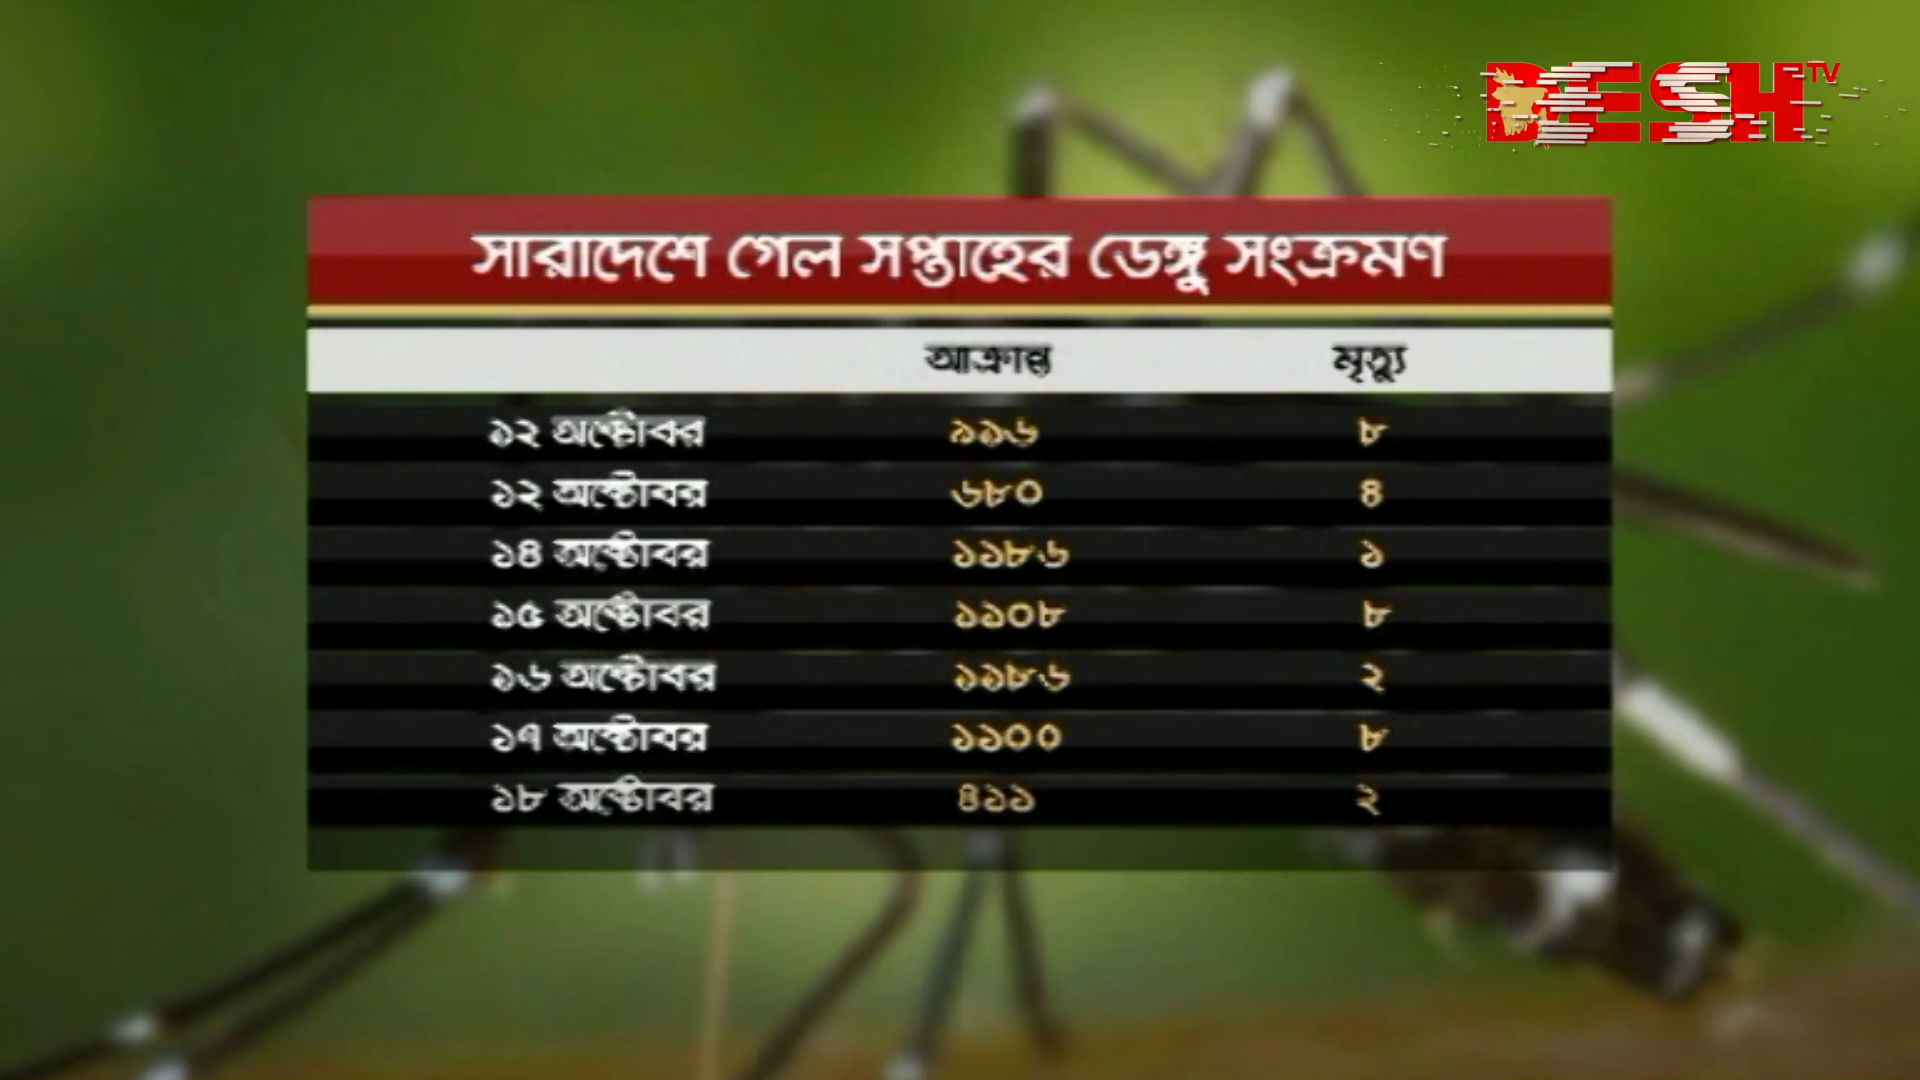 DESH TV
সারাদেশে গেল সপ্তাহের ডেঙ্গু সংক্রমণ
আক্রান্ত মৃত্যু
১২ অক্টোবর ৯১৬ ৮
১২ অক্টোবর ৬৮০ ৪
১৪ অক্টোবর ১১৮৬ ১
১৫ অক্টোবর ১১০৮ ৮
১৬ অক্টোবর ১১৮৬ ২
১৭ অক্টোবর ১১০০ ৮
১৮ অক্টোবর ৪১১ ২